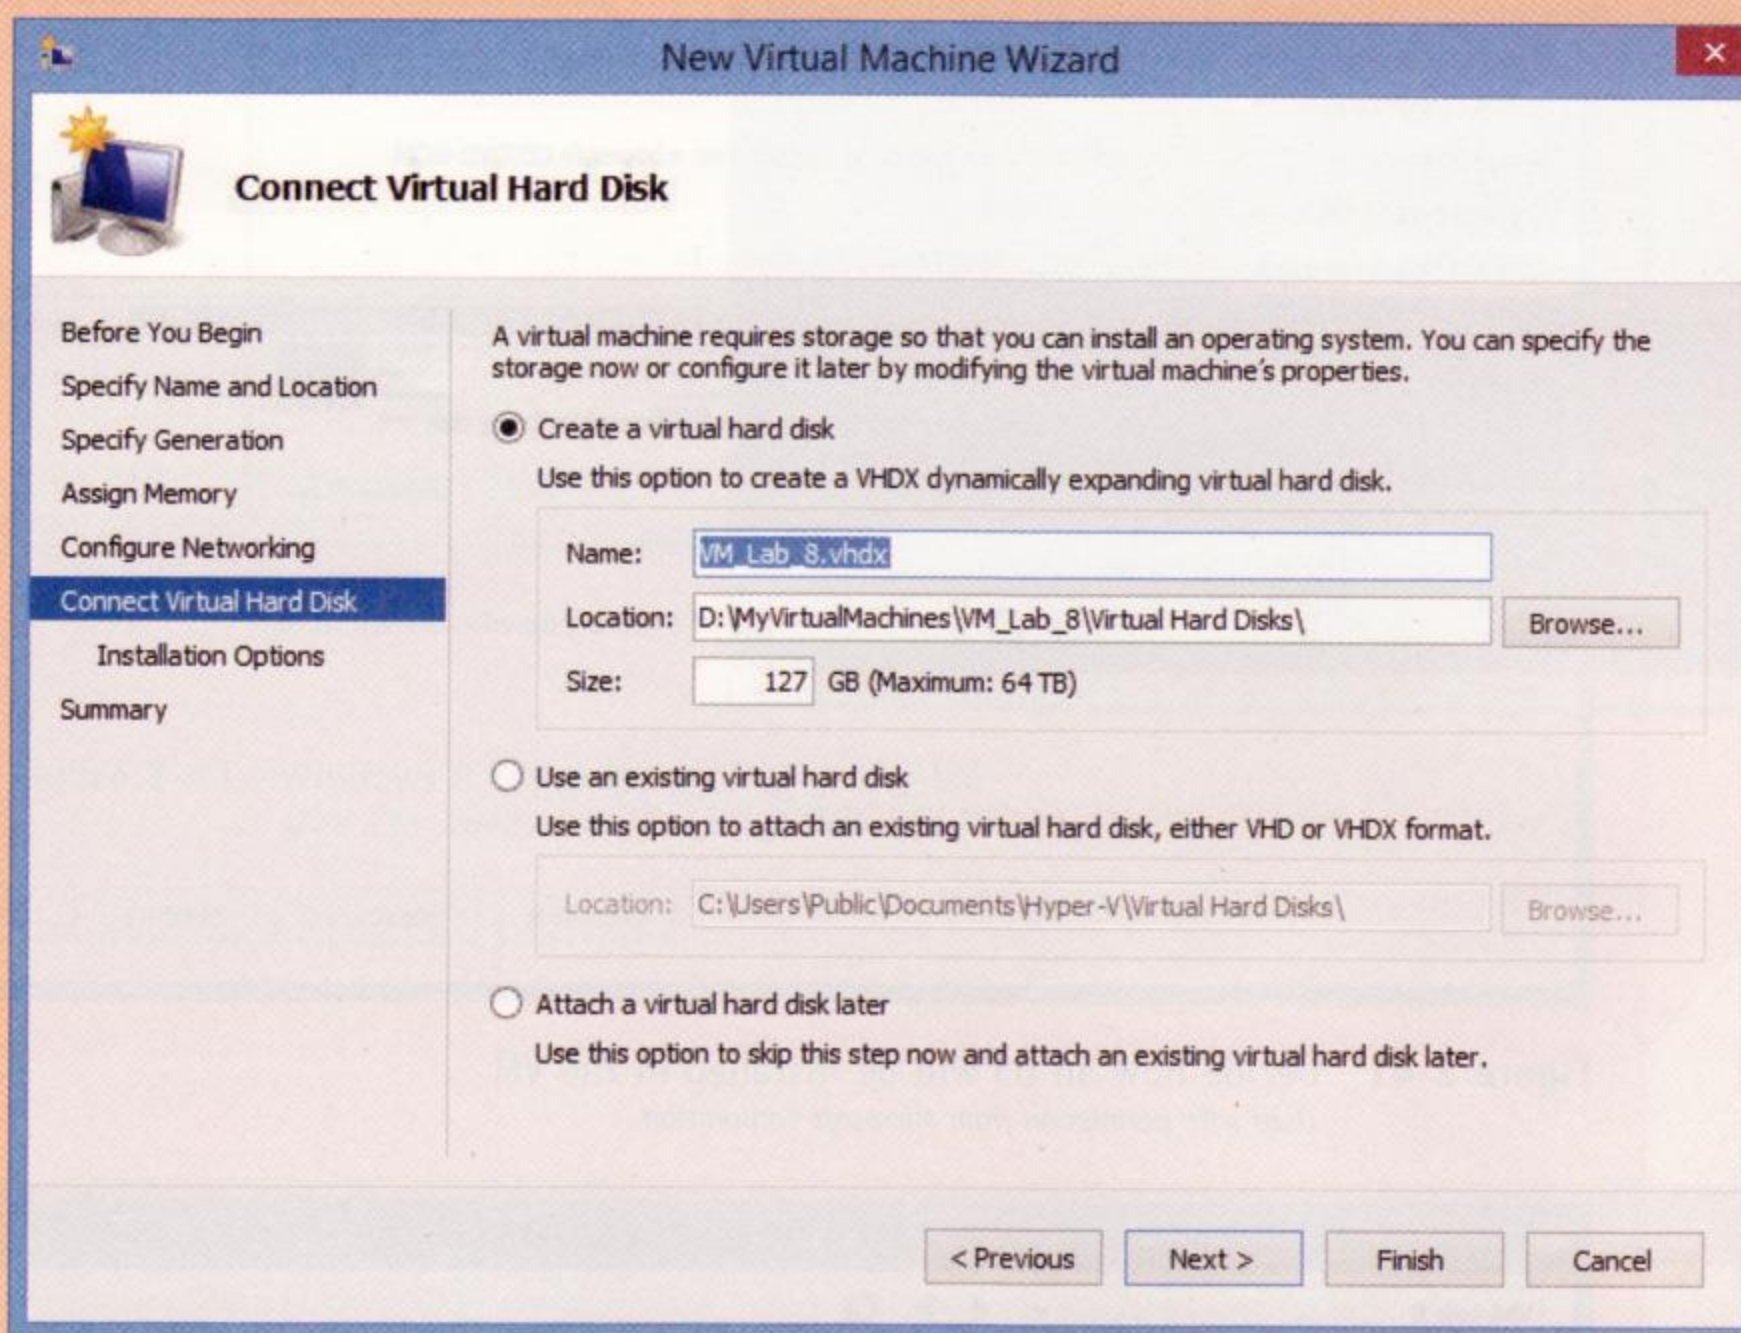 New Virtual Machine Wizard
Connect Virtual Hard Disk
Before You Begin
Specify Name and Location
Specify Generation
Assign Memory
Configure Networking
Connect Virtual Hard Disk
Installation Options
Summary
A virtual machine requires storage so that you can install an operating system. You can specify the
storage now or configure it later by modifying the virtual machine's properties.
Create a virtual hard disk
Use this option to create a VHDX dynamically expanding virtual hard disk.
Name: VM_Lab_8.vhdx
Location: D:\MyVirtualMachines\VM_Lab_8\Virtual Hard Disks\ Browse...
Size: 127 GB (Maximum: 64 TB)
Use an existing virtual hard disk
Use this option to attach an existing virtual hard disk, either VHD or VHDX format.
Location: C:\Users\Public\Documents\Hyper-V\Virtual Hard Disks\ Browse...
Attach a virtual hard disk later
Use this option to skip this step now and attach an existing virtual hard disk later.
< Previous Next > Finish Cancel